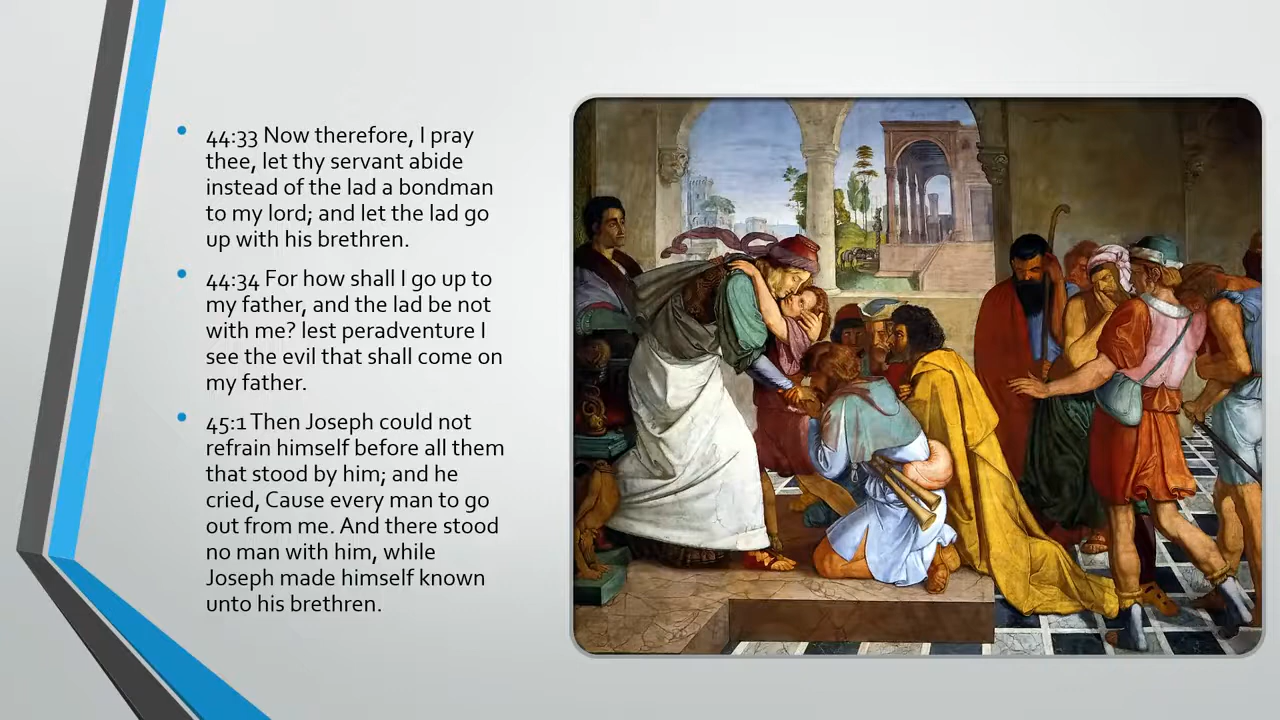 44:33 Now therefore, I pray
thee, let thy servant abide
instead of the lad a bondman
to my lord; and let the lad go
up with his brethren.
44:34 For how shall I go up to
my father, and the lad be not
with me? lest peradventure I
see the evil that shall come on
my father.
45:1 Then Joseph could not
refrain himself before all them
that stood by him; and he
cried, Cause every man to go
out from me. And there stood
no man with him, while
Joseph made himself known
unto his brethren.